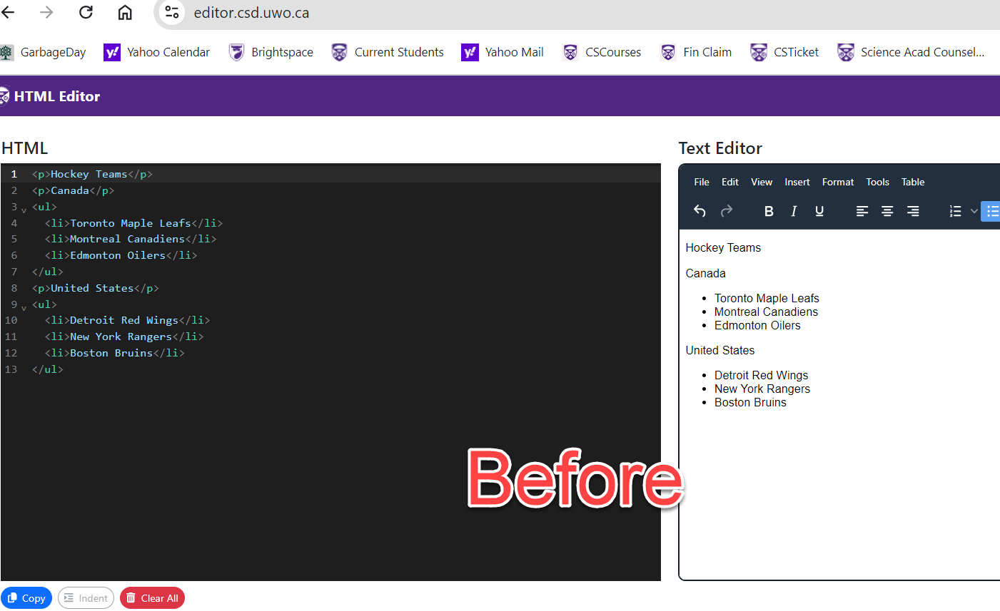 editor.csd.uwo.ca
GarbageDay Yahoo Calendar Brightspace Current Students Yahoo Mail CSCourses Fin Claim CSTicket Science Acad Counsel...
HTML Editor
HTML
1 <p>Hockey Teams</p>
2 <p>Canada</p>
3 <ul>
4 <li>Toronto Maple Leafs</li>
5 <li>Montreal Canadiens</li>
6 <li>Edmonton Oilers</li>
7 </ul>
8 <p>United States</p>
9 <ul>
10 <li>Detroit Red Wings</li>
11 <li>New York Rangers</li>
12 <li>Boston Bruins</li>
13 </ul>
Copy Indent Clear All
Text Editor
File Edit View Insert Format Tools Table
B I U
Hockey Teams
Canada
• Toronto Maple Leafs
• Montreal Canadiens
• Edmonton Oilers
United States
• Detroit Red Wings
• New York Rangers
• Boston Bruins
Before